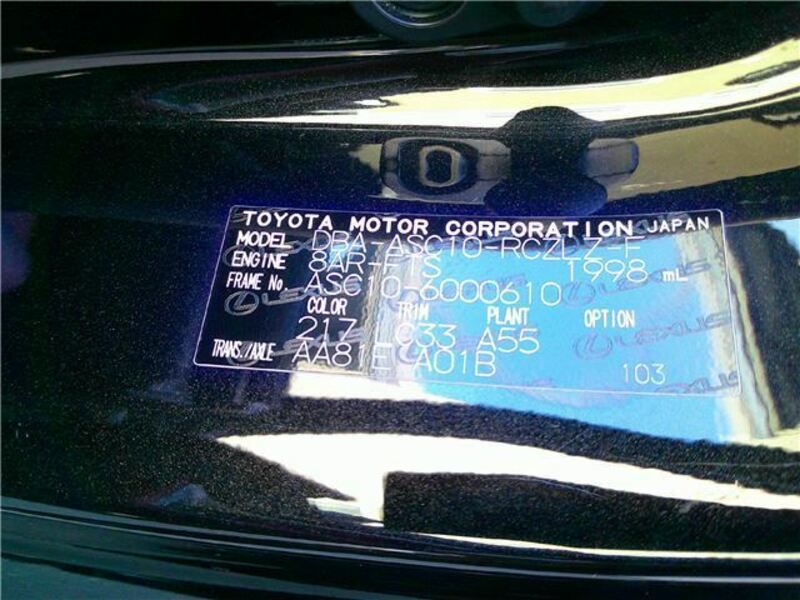 TOYOTA MOTOR CORPORATION JAPAN
MODEL DBA-ASC10-RCZLZ-F
ENGINE 8AR-FTS 1998 mL
FRAME No. ASC10-6000610
COLOR TRIM PLANT OPTION
217 C33 A55
TRANS./AXLE AA81E A01B 103
LEXUS